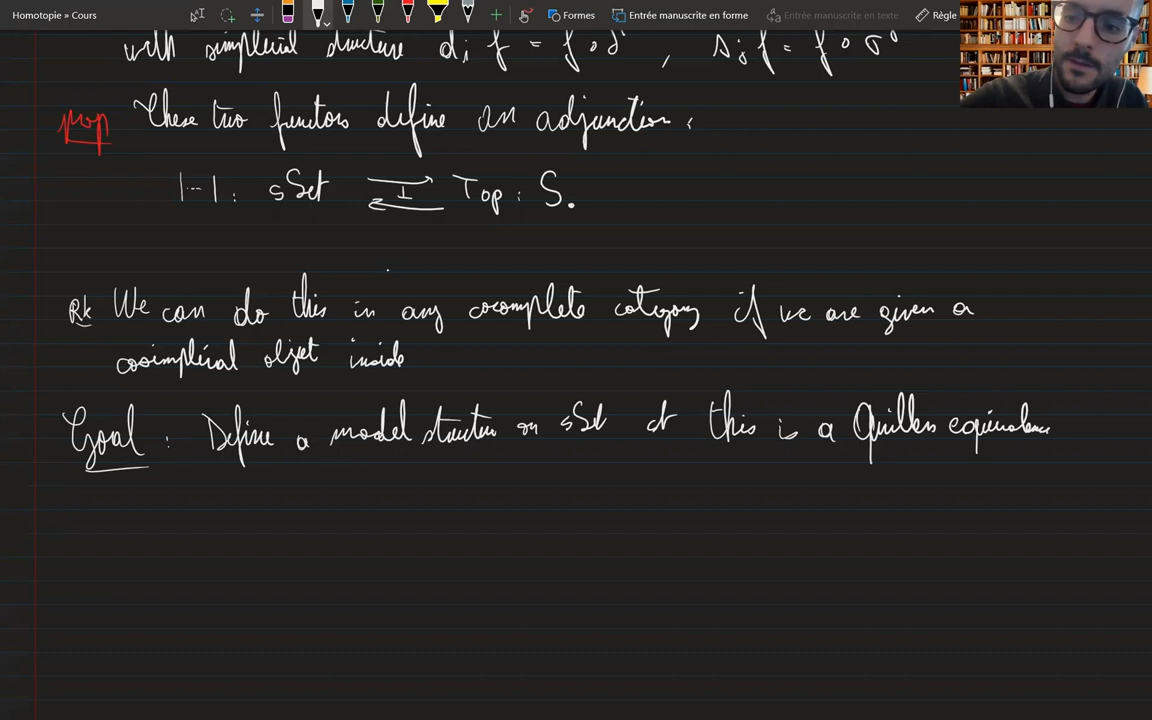 Homotopie > Cours
Formes
Entrée manuscrite en forme
Entrée manuscrite en texte
Règle
with simplicial structure d_i f = f ∘ δ^i , s_j f = f ∘ σ^j
prop These two functors define an adjunction :
|-| : sSet ⇄ Top : S.
Rk We can do this in any cocomplete category if we are given a
cosimplicial objet inside
Goal : Define a model structure on sSet st this is a Quillen equivalence